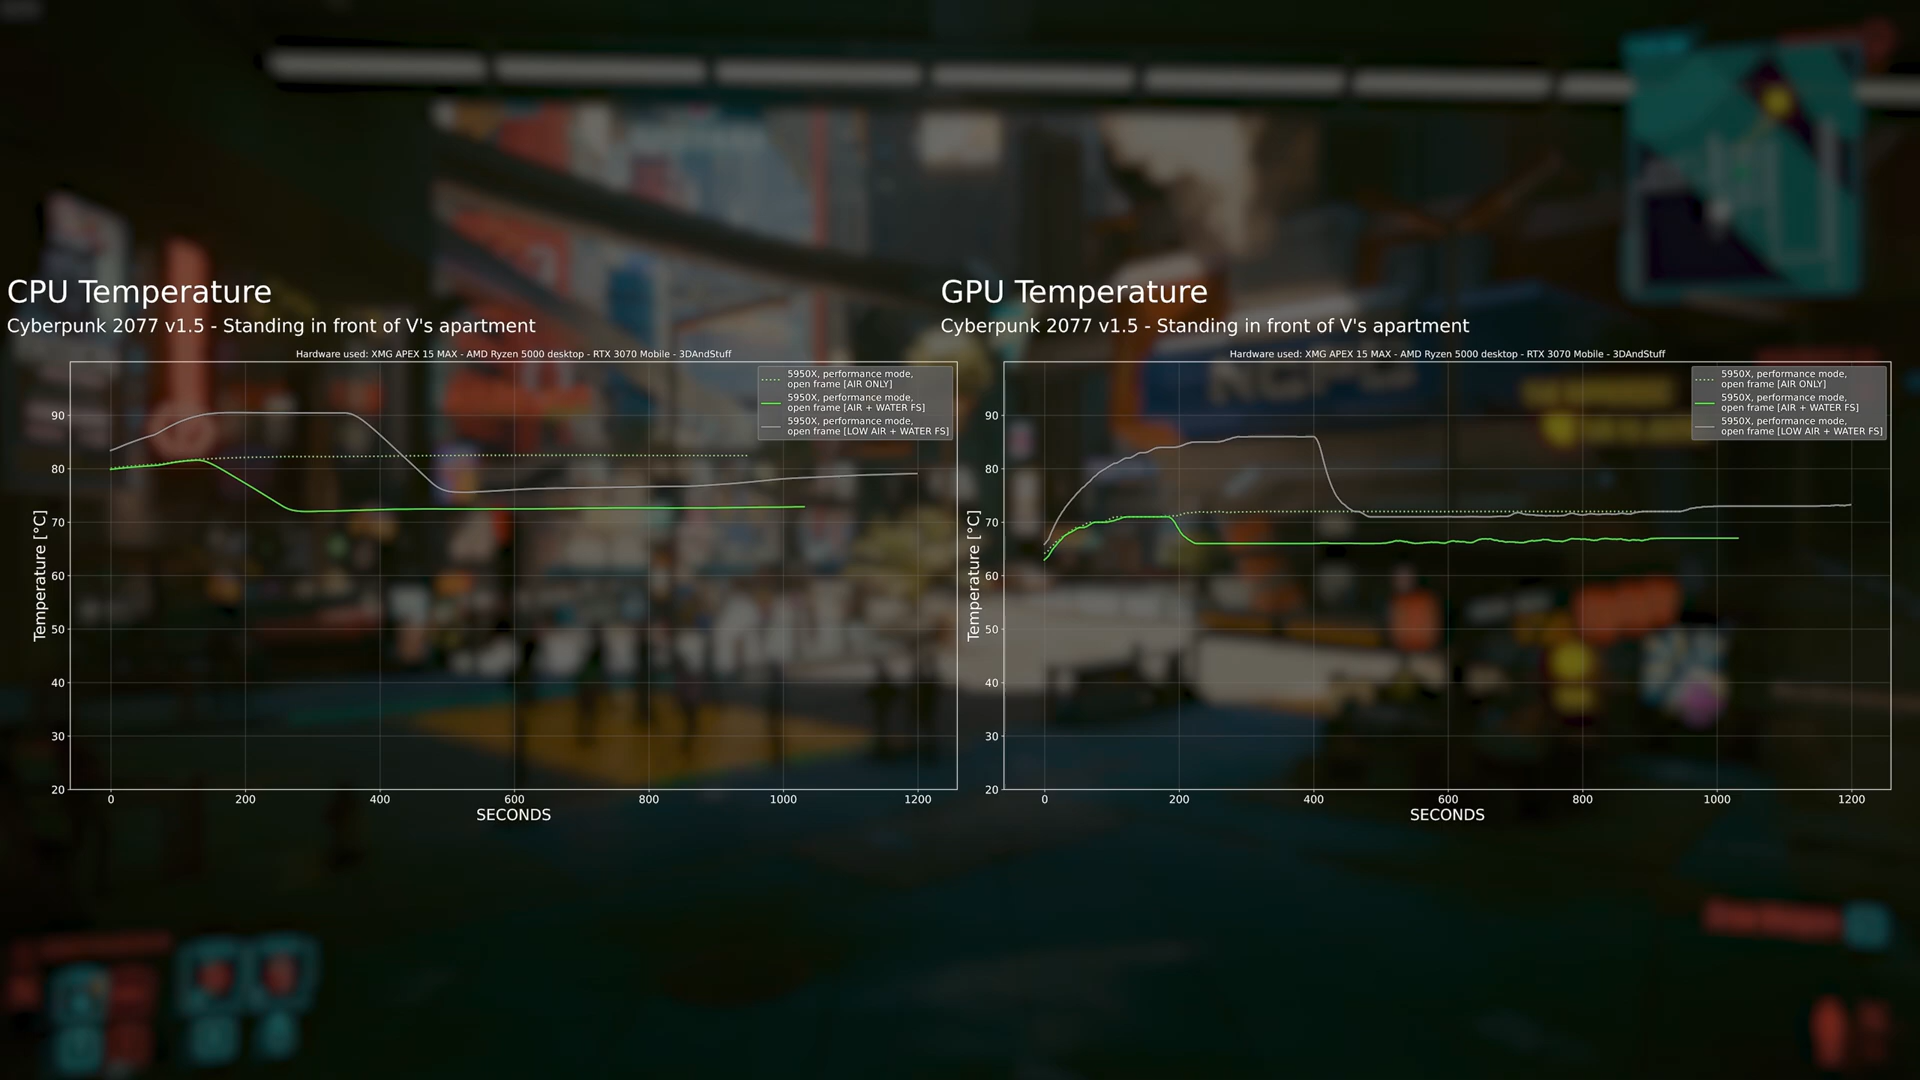 CPU Temperature
Cyberpunk 2077 v1.5 - Standing in front of V's apartment
Hardware used: XMG APEX 15 MAX - AMD Ryzen 5000 desktop - RTX 3070 Mobile - 3DAndStuff
5950X, performance mode,
open frame [AIR ONLY]
5950X, performance mode,
open frame [AIR + WATER FS]
5950X, performance mode,
open frame [LOW AIR + WATER FS]
Temperature [°C]
90
80
70
60
50
40
30
20
0 200 400 600 800 1000 1200
SECONDS
GPU Temperature
Cyberpunk 2077 v1.5 - Standing in front of V's apartment
Hardware used: XMG APEX 15 MAX - AMD Ryzen 5000 desktop - RTX 3070 Mobile - 3DAndStuff
5950X, performance mode,
open frame [AIR ONLY]
5950X, performance mode,
open frame [AIR + WATER FS]
5950X, performance mode,
open frame [LOW AIR + WATER FS]
Temperature [°C]
90
80
70
60
50
40
30
20
0 200 400 600 800 1000 1200
SECONDS
NCPD